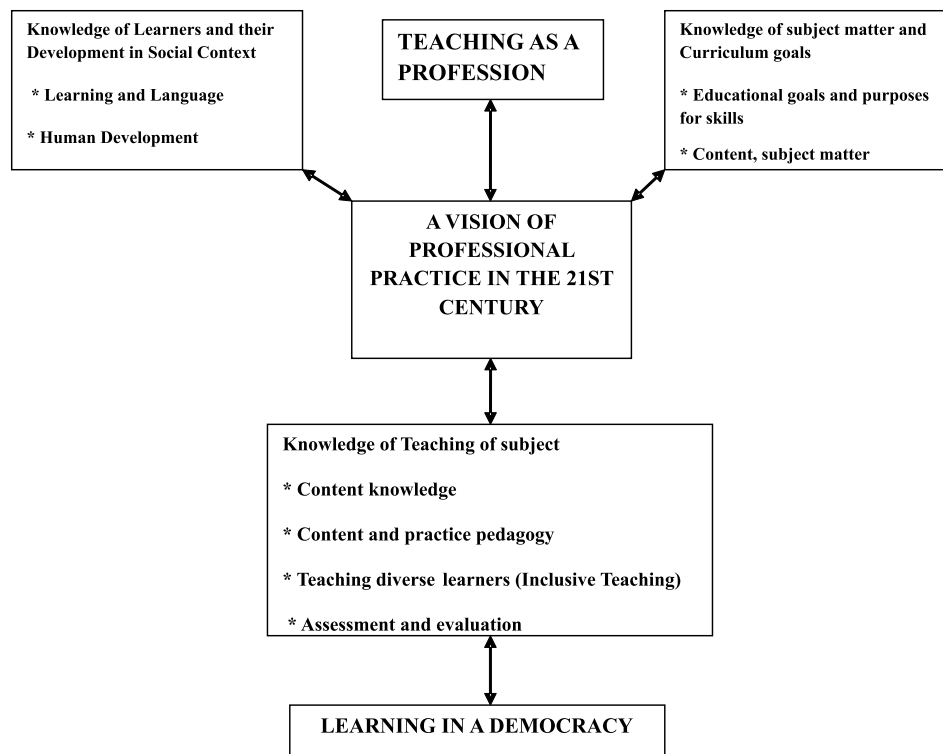 Knowledge of Learners and their
Development in Social Context
* Learning and Language
* Human Development
TEACHING AS A
PROFESSION
Knowledge of subject matter and
Curriculum goals
* Educational goals and purposes
for skills
* Content, subject matter
A VISION OF
PROFESSIONAL
PRACTICE IN THE 21ST
CENTURY
Knowledge of Teaching of subject
* Content knowledge
* Content and practice pedagogy
* Teaching diverse learners (Inclusive Teaching)
* Assessment and evaluation
LEARNING IN A DEMOCRACY